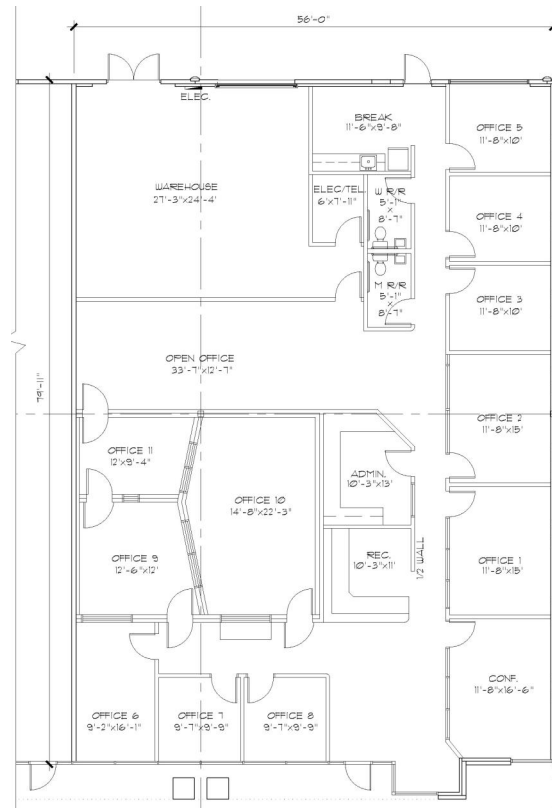 56'-0"
ELEC.
BREAK
11'-6"x9'-8"
OFFICE 5
11'-8"x10'
WAREHOUSE
27'-3"x24'-4"
ELEC/TEL.
6'x7'-11"
W R/R
5'-1"
x
8'-7"
OFFICE 4
11'-8"x10'
M R/R
5'-1"
x
8'-7"
OFFICE 3
11'-8"x10'
OPEN OFFICE
33'-7"x12'-7"
79'-11"
OFFICE 2
11'-8"x15'
OFFICE 11
12'x9'-4"
ADMIN.
10'-3"x13'
OFFICE 10
14'-8"x22'-3"
OFFICE 9
12'-6"x12'
REC.
10'-3"x11'
1/2 WALL
OFFICE 1
11'-8"x15'
CONF.
11'-8"x16'-6"
OFFICE 6
9'-2"x16'-1"
OFFICE 7
9'-7"x9'-9"
OFFICE 8
9'-7"x9'-9"